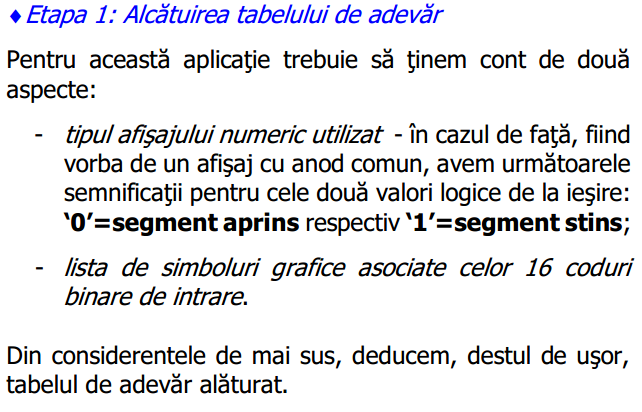 ♦Etapa 1: Alcătuirea tabelului de adevăr
Pentru această aplicaţie trebuie să ţinem cont de două
aspecte:
- tipul afişajului numeric utilizat - în cazul de faţă, fiind
vorba de un afişaj cu anod comun, avem următoarele
semnificaţii pentru cele două valori logice de la ieşire:
‘0’=segment aprins respectiv ‘1’=segment stins;
- lista de simboluri grafice asociate celor 16 coduri
binare de intrare.
Din considerentele de mai sus, deducem, destul de uşor,
tabelul de adevăr alăturat.